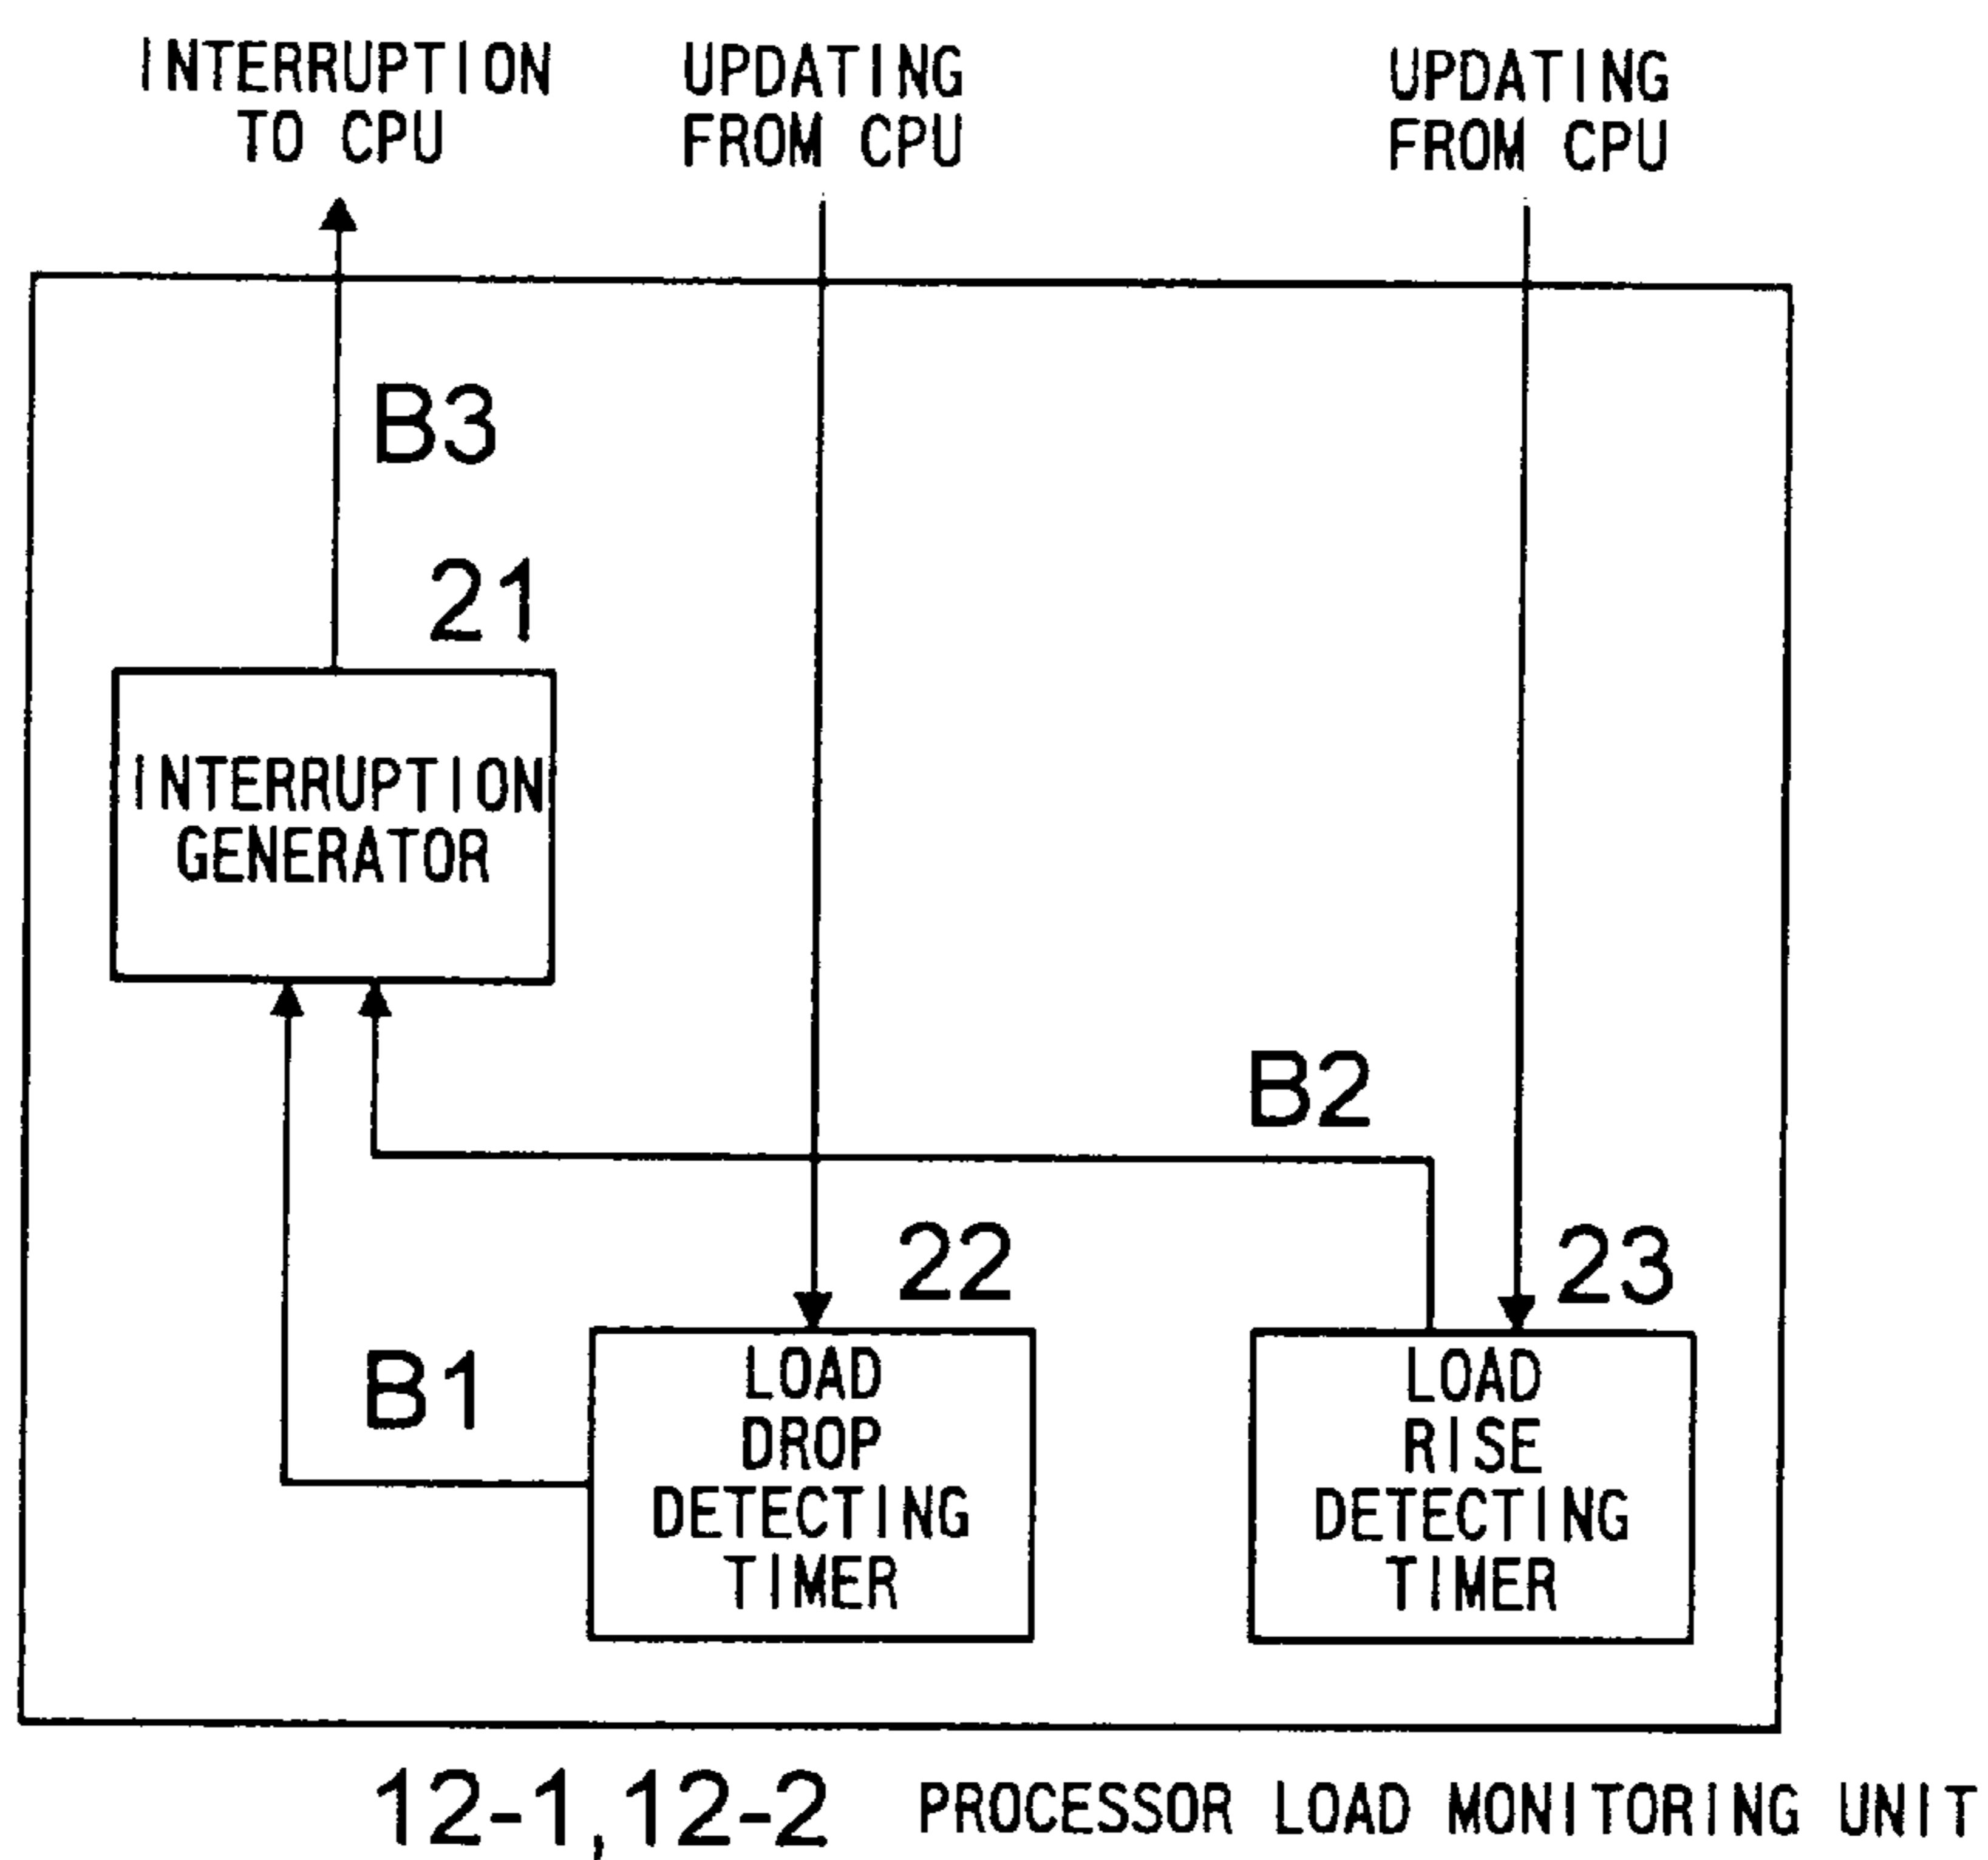 INTERRUPTION
TO CPU
UPDATING
FROM CPU
UPDATING
FROM CPU
B3
21
INTERRUPTION
GENERATOR
B2
22
23
B1
LOAD
DROP
DETECTING
TIMER
LOAD
RISE
DETECTING
TIMER
12-1,12-2 PROCESSOR LOAD MONITORING UNIT